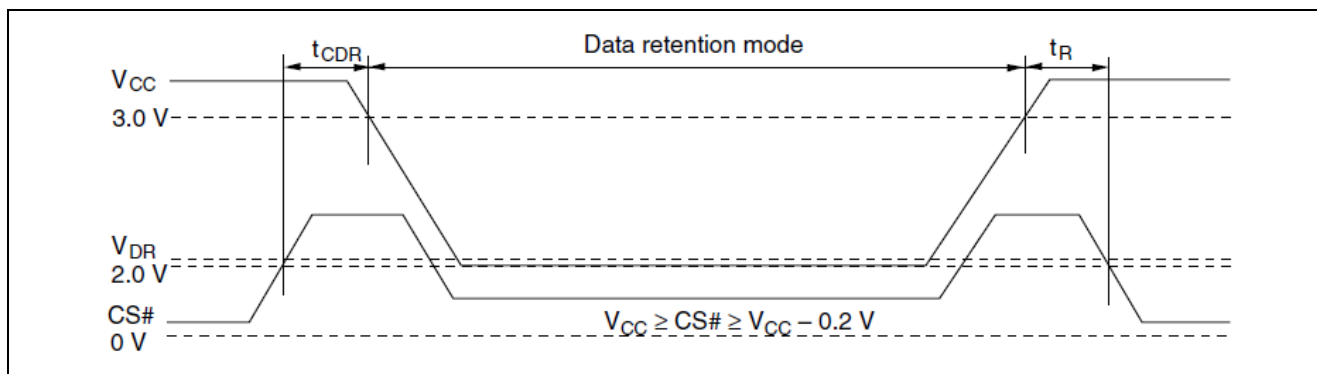 tCDR
Data retention mode
tR
VCC
3.0 V
VDR
2.0 V
CS#
VCC ≥ CS# ≥ VCC – 0.2 V
0 V